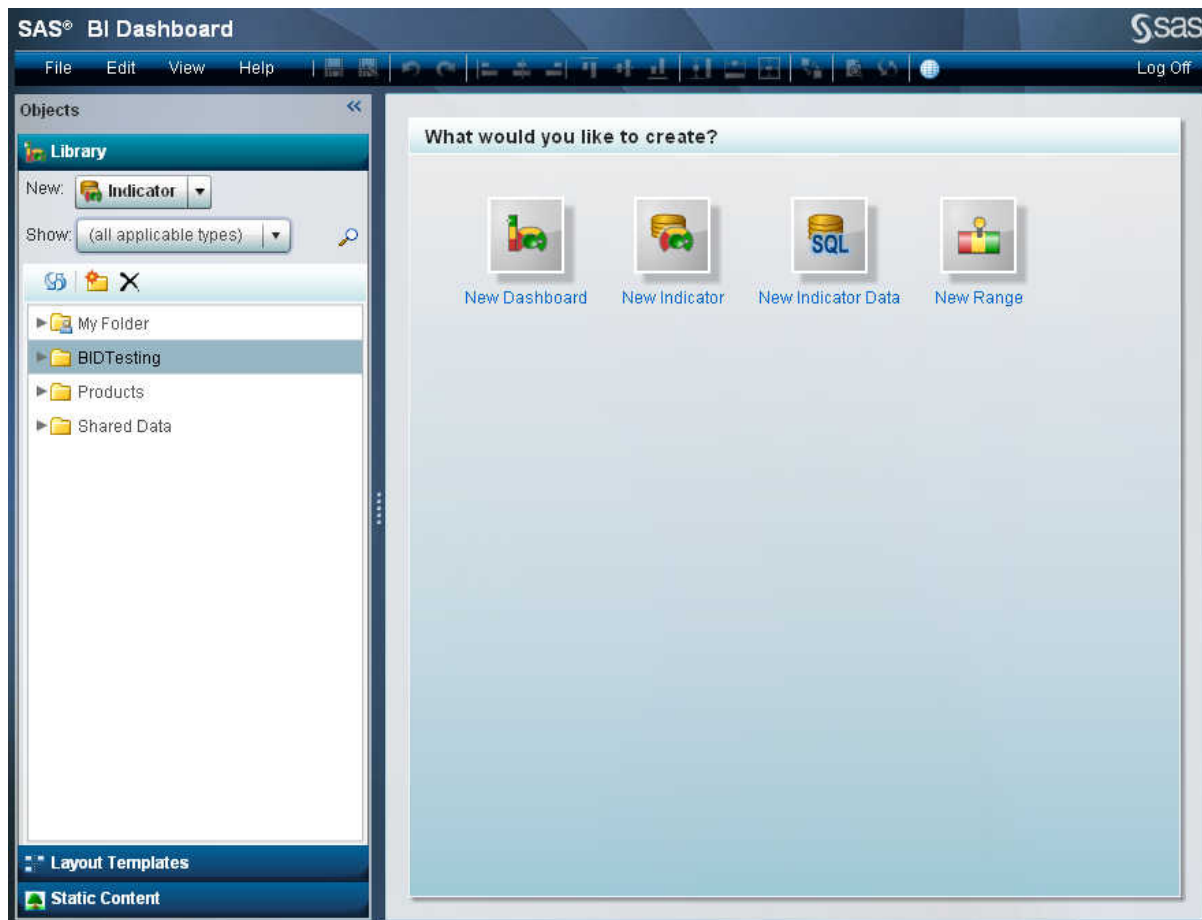 SAS® BI Dashboard
sas
File Edit View Help
Log Off
Objects
Library
New: Indicator
Show: (all applicable types)
My Folder
BIDTesting
Products
Shared Data
Layout Templates
Static Content
What would you like to create?
SQL
New Dashboard New Indicator New Indicator Data New Range